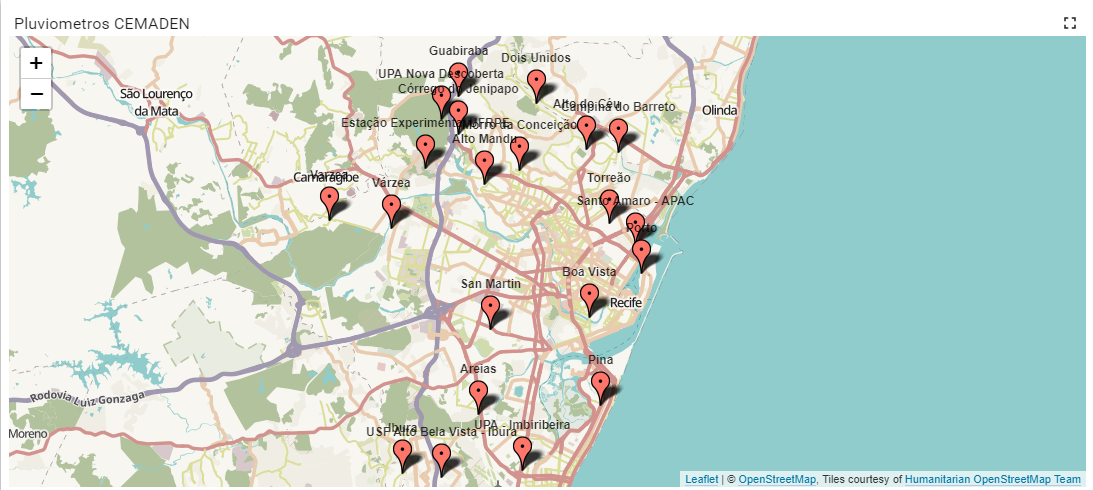 Pluviometros CEMADEN
+
−
Guabiraba
Dois Unidos
UPA Nova Descoberta
Córrego do Jenipapo
São Lourenço
da Mata
Alto do Céu
Campina do Barreto
Olinda
Estação Experimental UFRPE
Morro da Conceição
Alto Mandu
Várzea
Camaragibe
Várzea
Torreão
Santo Amaro - APAC
Porto
Boa Vista
San Martin
Recife
Pina
Areias
Rodovia Luiz Gonzaga
Ibura
UPA - Imbiribeira
USF Alto Bela Vista - Ibura
Moreno
Leaflet | © OpenStreetMap, Tiles courtesy of Humanitarian OpenStreetMap Team